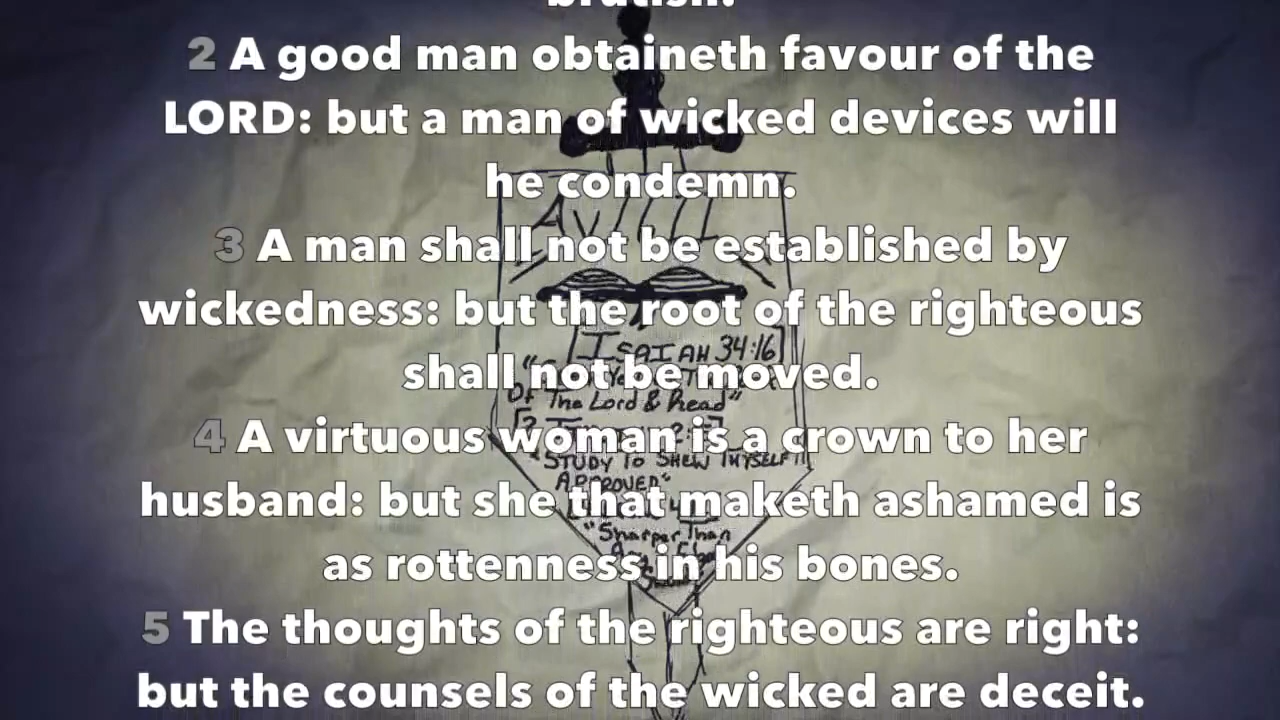 brutish.
2 A good man obtaineth favour of the
LORD: but a man of wicked devices will
he condemn.
3 A man shall not be established by
wickedness: but the root of the righteous
shall not be moved.
4 A virtuous woman is a crown to her
husband: but she that maketh ashamed is
as rottenness in his bones.
5 The thoughts of the righteous are right:
but the counsels of the wicked are deceit.
[ISAIAH 34:16]
Of The Lord & Read"
"STUDY TO SHEW THYSELF
APPROVED"
"Sharper Than